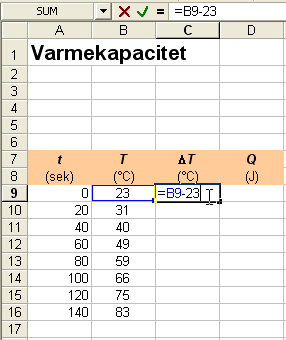 SUM = =B9-23
A B C D
1 Varmekapacitet
2
3
4
5
6
7 t T ΔT Q
8 (sek) (°C) (°C) (J)
9 0 23 =B9-23
10 20 31
11 40 40
12 60 49
13 80 59
14 100 66
15 120 75
16 140 83
17